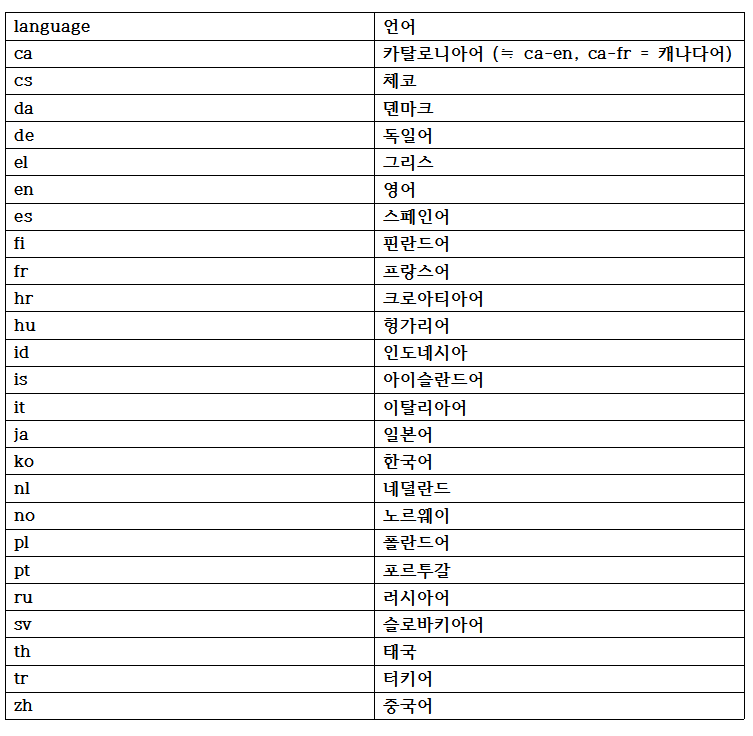 language 언어
ca 카탈로니아어 (≒ ca-en, ca-fr = 캐나다어)
cs 체코
da 덴마크
de 독일어
el 그리스
en 영어
es 스페인어
fi 핀란드어
fr 프랑스어
hr 크로아티아어
hu 헝가리어
id 인도네시아
is 아이슬란드어
it 이탈리아어
ja 일본어
ko 한국어
nl 네덜란드
no 노르웨이
pl 폴란드어
pt 포르투갈
ru 러시아어
sv 슬로바키아어
th 태국
tr 터키어
zh 중국어